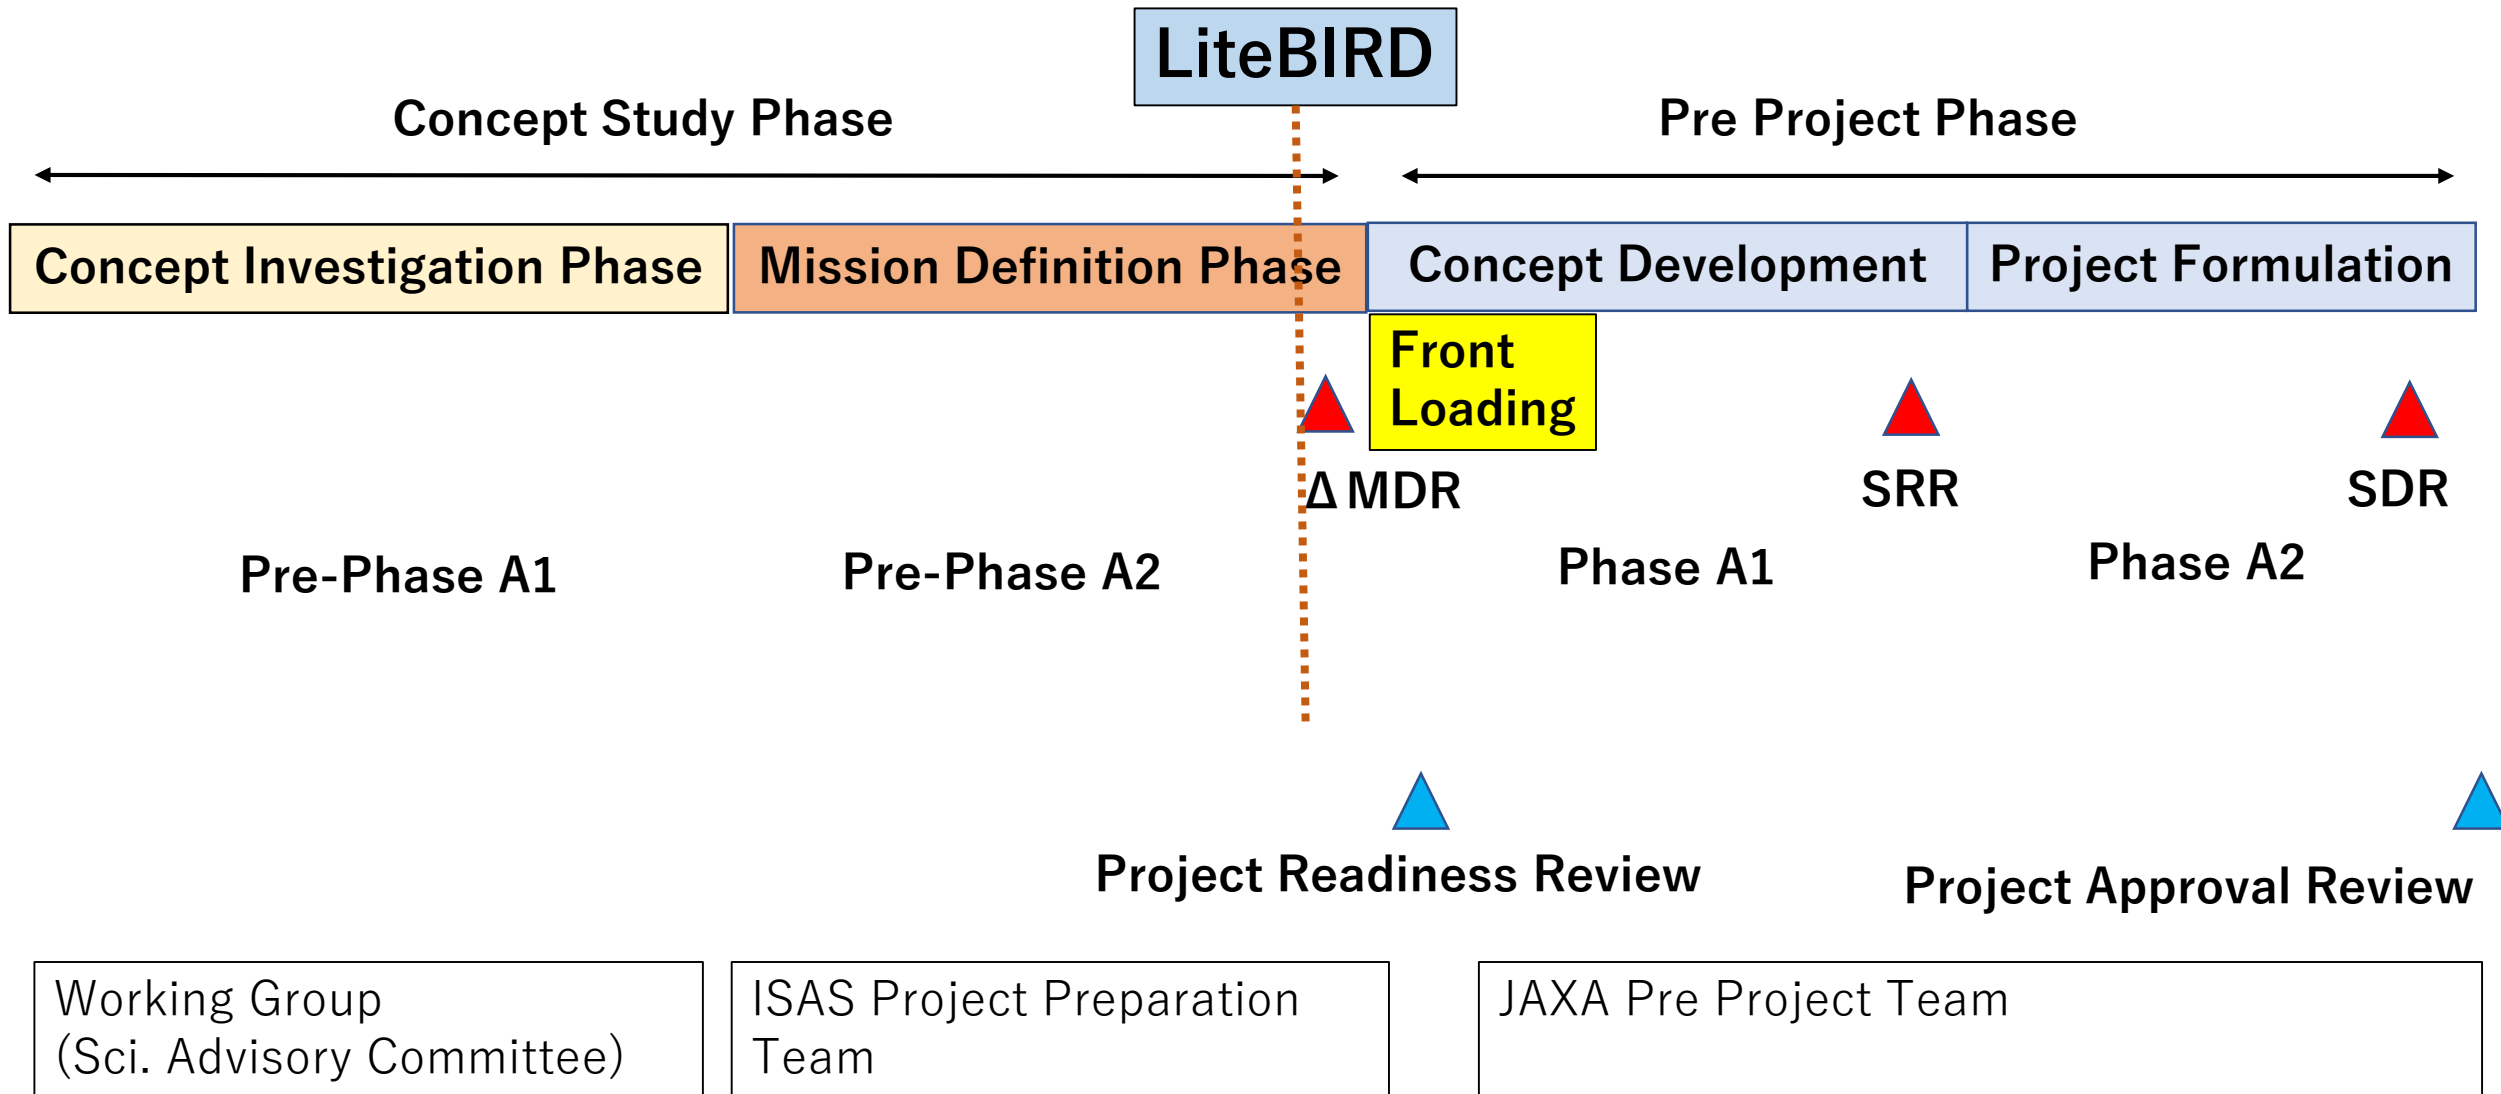 LiteBIRD
Concept Study Phase
Pre Project Phase
Concept Investigation Phase
Mission Definition Phase
Concept Development
Project Formulation
Front
Loading
Δ MDR
SRR
SDR
Pre-Phase A1
Pre-Phase A2
Phase A1
Phase A2
Project Readiness Review
Project Approval Review
Working Group
(Sci. Advisory Committee)
ISAS Project Preparation
Team
JAXA Pre Project Team